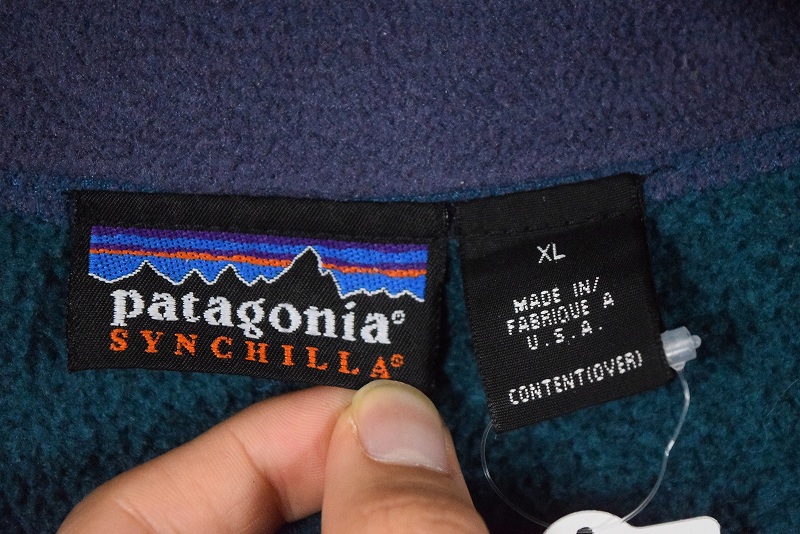 patagonia®
SYNCHILLA®
XL
MADE IN/
FABRIQUE A
U.S.A.
CONTENT(OVER)